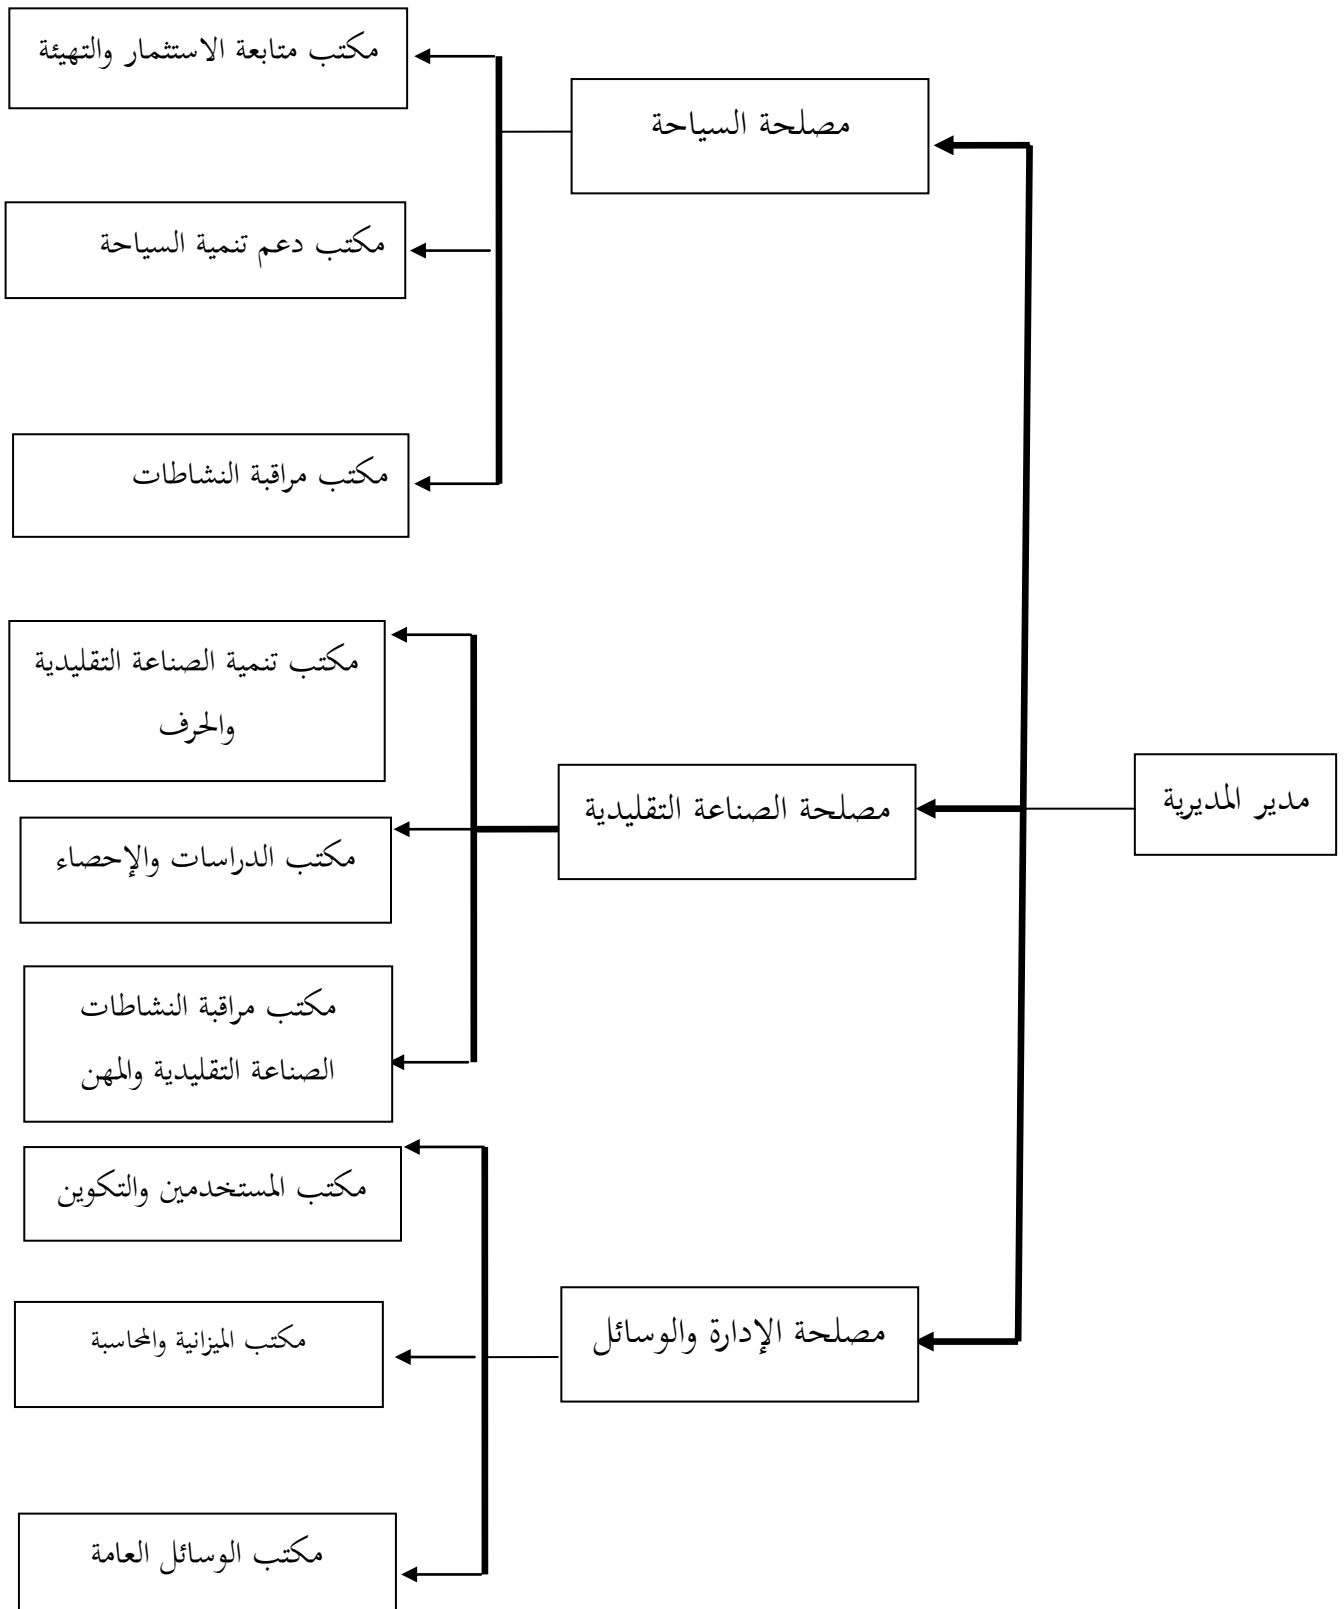 مدير المديرية
مصلحة السياحة
مكتب متابعة الاستثمار والتهيئة
مكتب دعم تنمية السياحة
مكتب مراقبة النشاطات
مصلحة الصناعة التقليدية
مكتب تنمية الصناعة التقليدية
والحرف
مكتب الدراسات والإحصاء
مكتب مراقبة النشاطات
الصناعة التقليدية والمهن
مصلحة الإدارة والوسائل
مكتب المستخدمين والتكوين
مكتب الميزانية والمحاسبة
مكتب الوسائل العامة